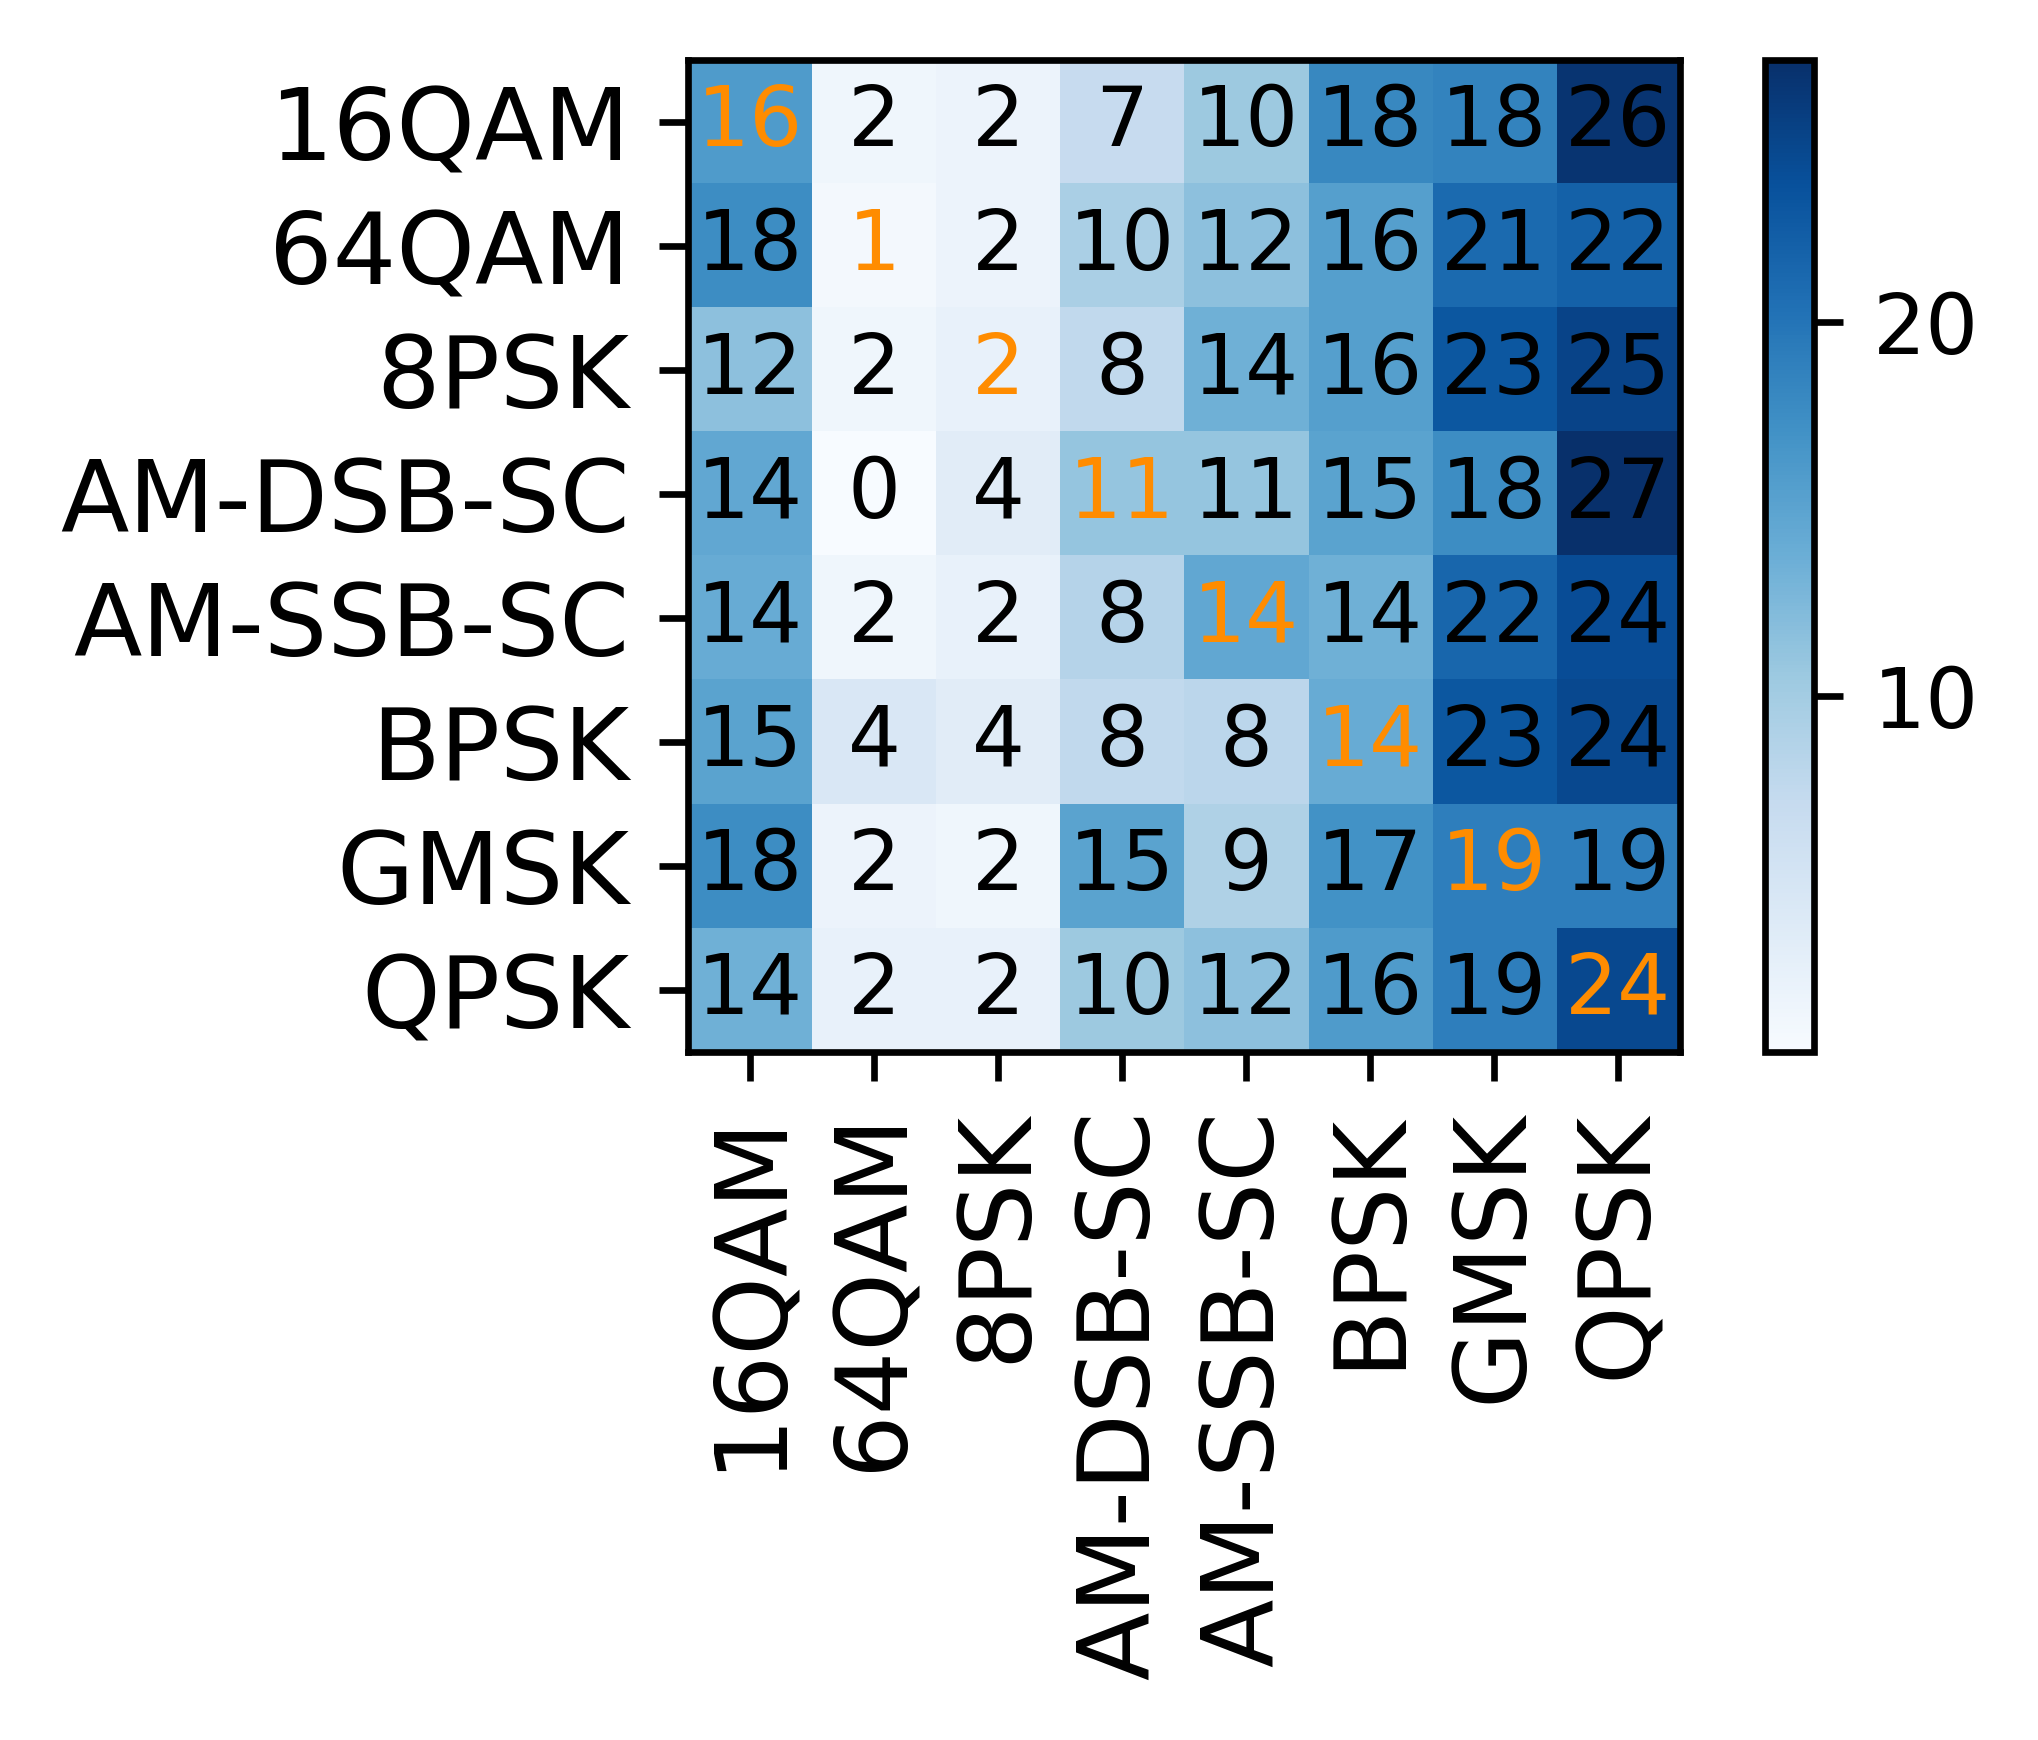 16QAM 16 2 2 7 10 18 18 26
64QAM 18 1 2 10 12 16 21 22
20
8PSK 12 2 2 8 14 16 23 25
AM-DSB-SC 14 0 4 11 11 15 18 27
AM-SSB-SC 14 2 2 8 14 14 22 24
10
BPSK 15 4 4 8 8 14 23 24
GMSK 18 2 2 15 9 17 19 19
QPSK 14 2 2 10 12 16 19 24
16QAM
64QAM
8PSK
AM-DSB-SC
AM-SSB-SC
BPSK
GMSK
QPSK